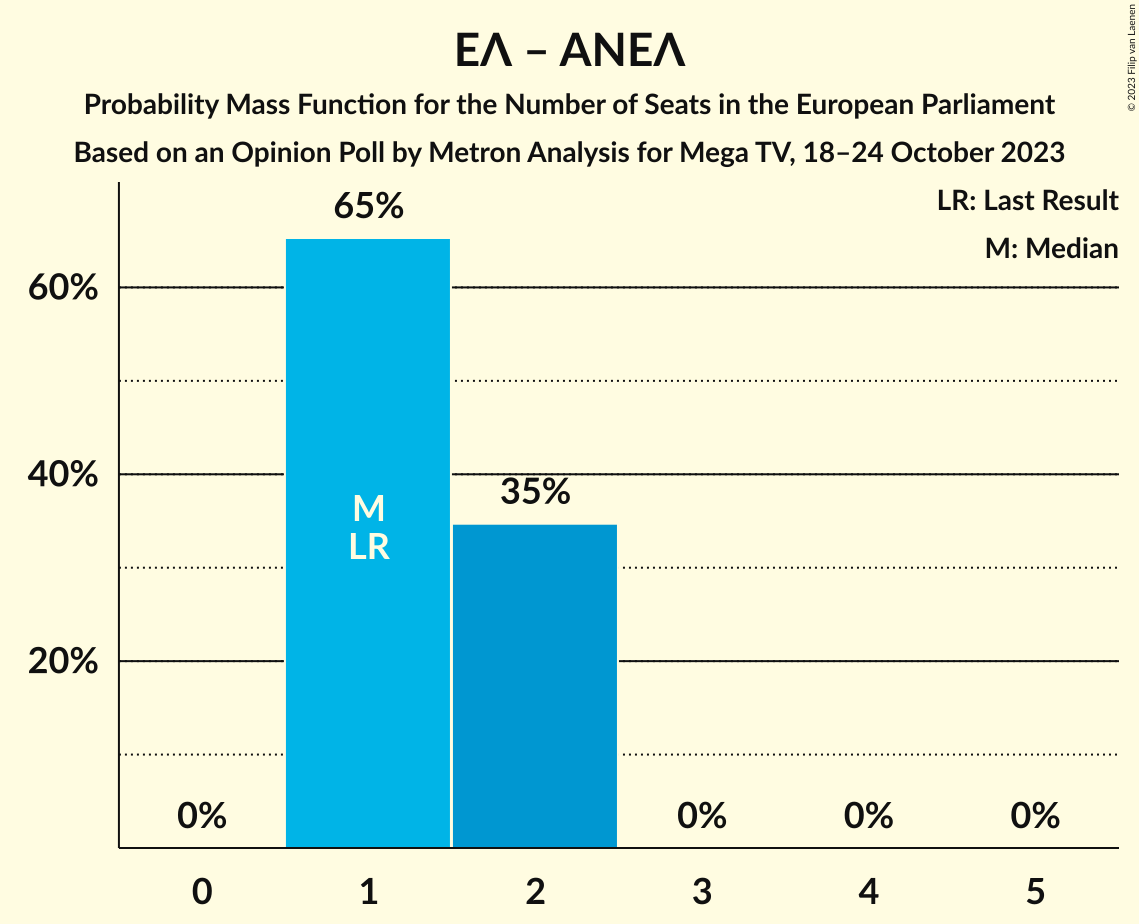 ΕΛ – ΑΝΕΛ
Probability Mass Function for the Number of Seats in the European Parliament
Based on an Opinion Poll by Metron Analysis for Mega TV, 18–24 October 2023
© 2023 Filip van Laenen
LR: Last Result
M: Median
65%
60%
40%
35%
M
LR
20%
0%
0%
0%
0%
0 1 2 3 4 5